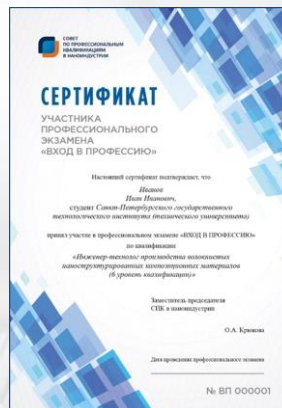 СОВЕТ
ПО ПРОФЕССИОНАЛЬНЫМ
КВАЛИФИКАЦИЯМ
В НАНОИНДУСТРИИ
СЕРТИФИКАТ
УЧАСТНИКА
ПРОФЕССИОНАЛЬНОГО
ЭКЗАМЕНА
«ВХОД В ПРОФЕССИЮ»
Настоящий сертификат подтверждает, что
Иванов
Иван Иванович,
студент Санкт-Петербургского государственного
технологического института (технического университета)
принял участие в профессиональном экзамене «ВХОД В ПРОФЕССИЮ»
по квалификации
«Инженер-технолог производства волокнистых
наноструктурированных композиционных материалов
(6 уровень квалификации)»
Заместитель председателя
СПК в наноиндустрии
О.А. Крюкова
Дата проведения профессионального экзамена
№ ВП 000001